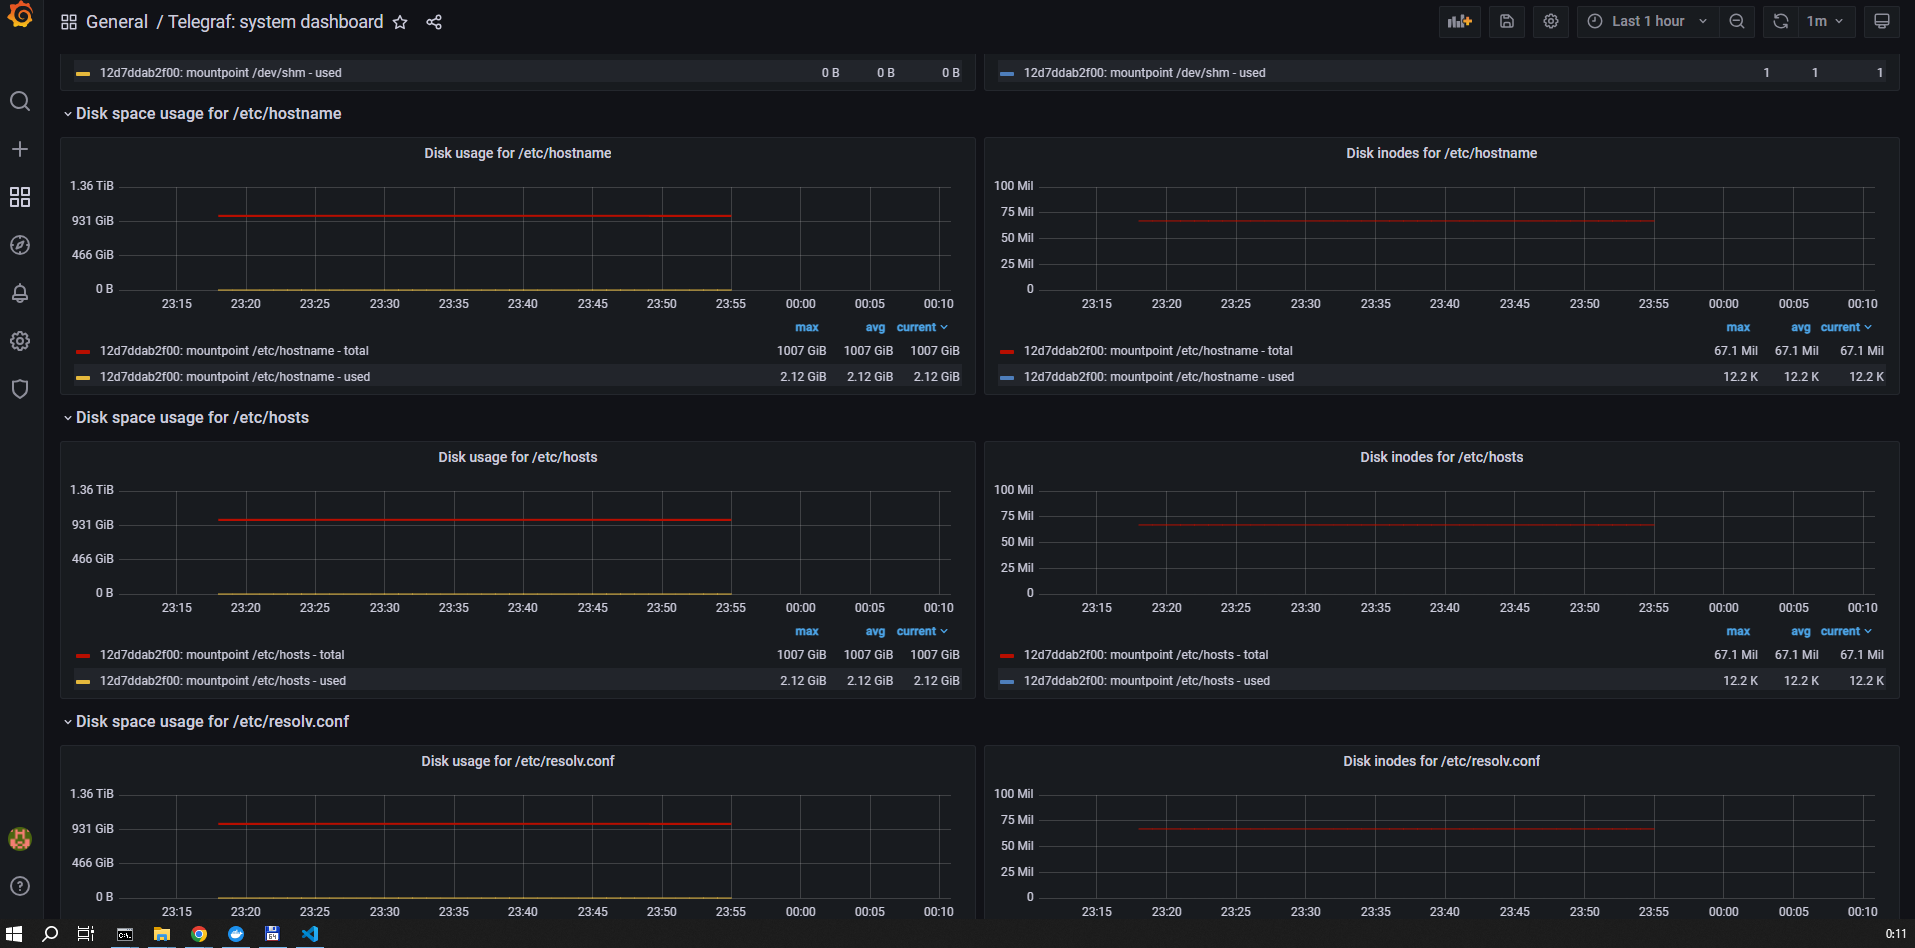 General / Telegraf: system dashboard
Last 1 hour
1m
12d7ddab2f00: mountpoint /dev/shm - used 0 B 0 B 0 B
12d7ddab2f00: mountpoint /dev/shm - used 1 1 1
Disk space usage for /etc/hostname
Disk usage for /etc/hostname
1.36 TiB
931 GiB
466 GiB
0 B
23:15 23:20 23:25 23:30 23:35 23:40 23:45 23:50 23:55 00:00 00:05 00:10
max avg current
12d7ddab2f00: mountpoint /etc/hostname - total 1007 GiB 1007 GiB 1007 GiB
12d7ddab2f00: mountpoint /etc/hostname - used 2.12 GiB 2.12 GiB 2.12 GiB
Disk inodes for /etc/hostname
100 Mil
75 Mil
50 Mil
25 Mil
0
23:15 23:20 23:25 23:30 23:35 23:40 23:45 23:50 23:55 00:00 00:05 00:10
max avg current
12d7ddab2f00: mountpoint /etc/hostname - total 67.1 Mil 67.1 Mil 67.1 Mil
12d7ddab2f00: mountpoint /etc/hostname - used 12.2 K 12.2 K 12.2 K
Disk space usage for /etc/hosts
Disk usage for /etc/hosts
1.36 TiB
931 GiB
466 GiB
0 B
23:15 23:20 23:25 23:30 23:35 23:40 23:45 23:50 23:55 00:00 00:05 00:10
max avg current
12d7ddab2f00: mountpoint /etc/hosts - total 1007 GiB 1007 GiB 1007 GiB
12d7ddab2f00: mountpoint /etc/hosts - used 2.12 GiB 2.12 GiB 2.12 GiB
Disk inodes for /etc/hosts
100 Mil
75 Mil
50 Mil
25 Mil
0
23:15 23:20 23:25 23:30 23:35 23:40 23:45 23:50 23:55 00:00 00:05 00:10
max avg current
12d7ddab2f00: mountpoint /etc/hosts - total 67.1 Mil 67.1 Mil 67.1 Mil
12d7ddab2f00: mountpoint /etc/hosts - used 12.2 K 12.2 K 12.2 K
Disk space usage for /etc/resolv.conf
Disk usage for /etc/resolv.conf
1.36 TiB
931 GiB
466 GiB
0 B
23:15 23:20 23:25 23:30 23:35 23:40 23:45 23:50 23:55 00:00 00:05 00:10
Disk inodes for /etc/resolv.conf
100 Mil
75 Mil
50 Mil
25 Mil
0
23:15 23:20 23:25 23:30 23:35 23:40 23:45 23:50 23:55 00:00 00:05 00:10
64
0:11